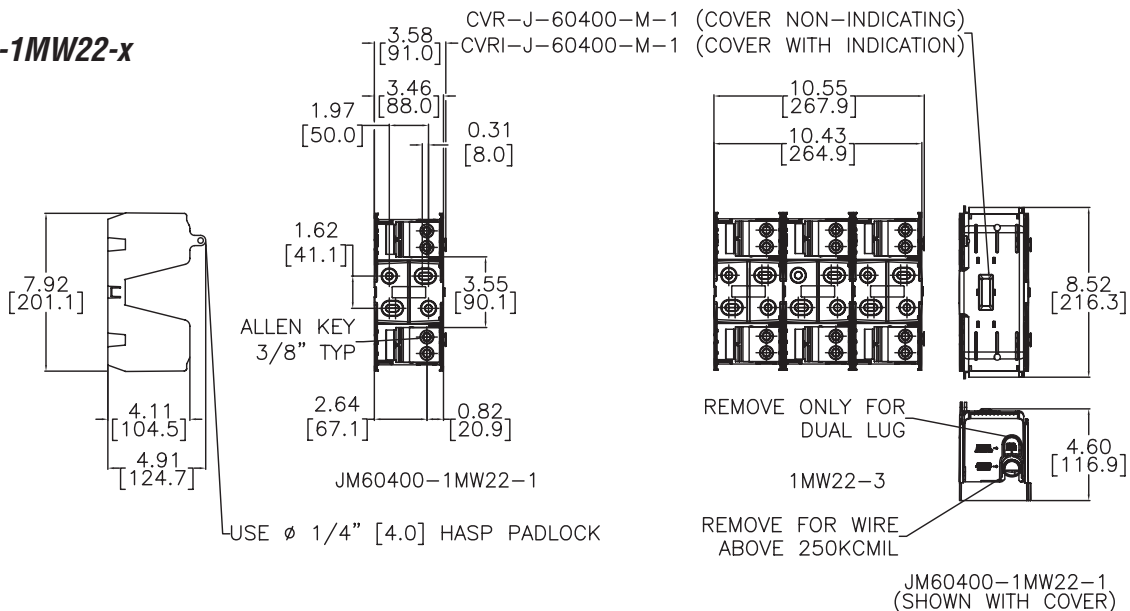 -1MW22-x
CVR-J-60400-M-1 (COVER NON-INDICATING)
CVRI-J-60400-M-1 (COVER WITH INDICATION)
3.58
[91.0]
3.46
[88.0]
1.97
[50.0]
0.31
[8.0]
10.55
[267.9]
10.43
[264.9]
1.62
[41.1]
7.92
[201.1]
3.55
[90.1]
8.52
[216.3]
ALLEN KEY
3/8" TYP
4.11
[104.5]
4.91
[124.7]
2.64
[67.1]
0.82
[20.9]
REMOVE ONLY FOR
DUAL LUG
4.60
[116.9]
JM60400-1MW22-1
1MW22-3
USE ø 1/4" [4.0] HASP PADLOCK
REMOVE FOR WIRE
ABOVE 250KCMIL
JM60400-1MW22-1
(SHOWN WITH COVER)